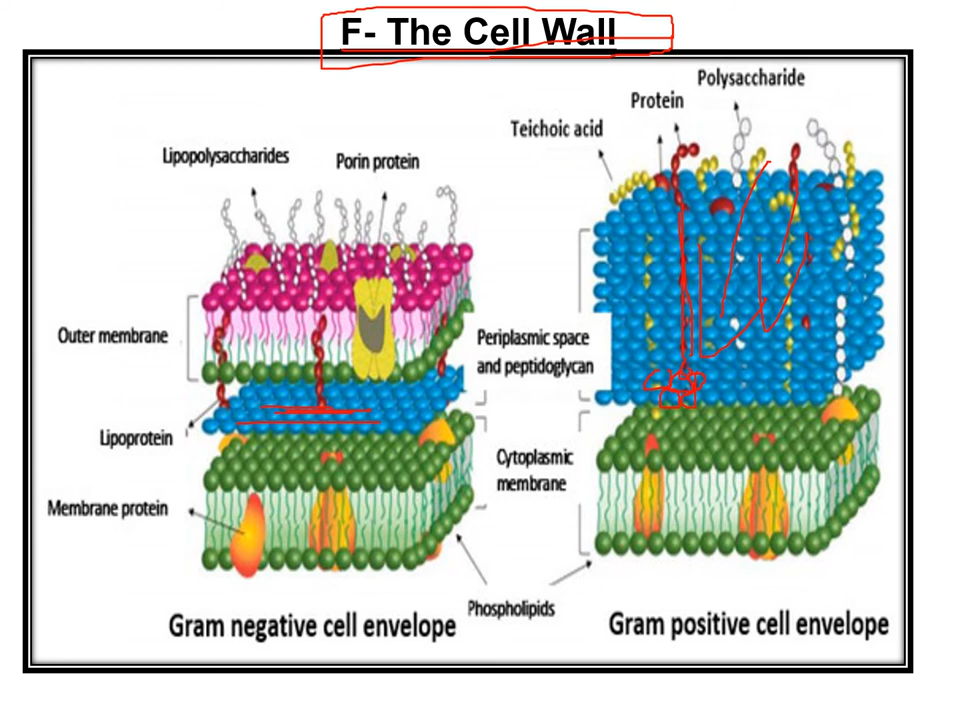 F- The Cell Wall
Polysaccharide
Protein
Teichoic acid
Lipopolysaccharides
Porin protein
Outer membrane
Periplasmic space
and peptidoglycan
Lipoprotein
Cytoplasmic
membrane
Membrane protein
Phospholipids
Gram negative cell envelope
Gram positive cell envelope